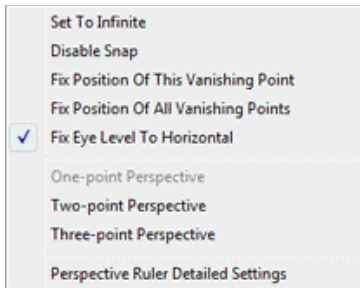 Set To Infinite
Disable Snap
Fix Position Of This Vanishing Point
Fix Position Of All Vanishing Points
Fix Eye Level To Horizontal
One-point Perspective
Two-point Perspective
Three-point Perspective
Perspective Ruler Detailed Settings